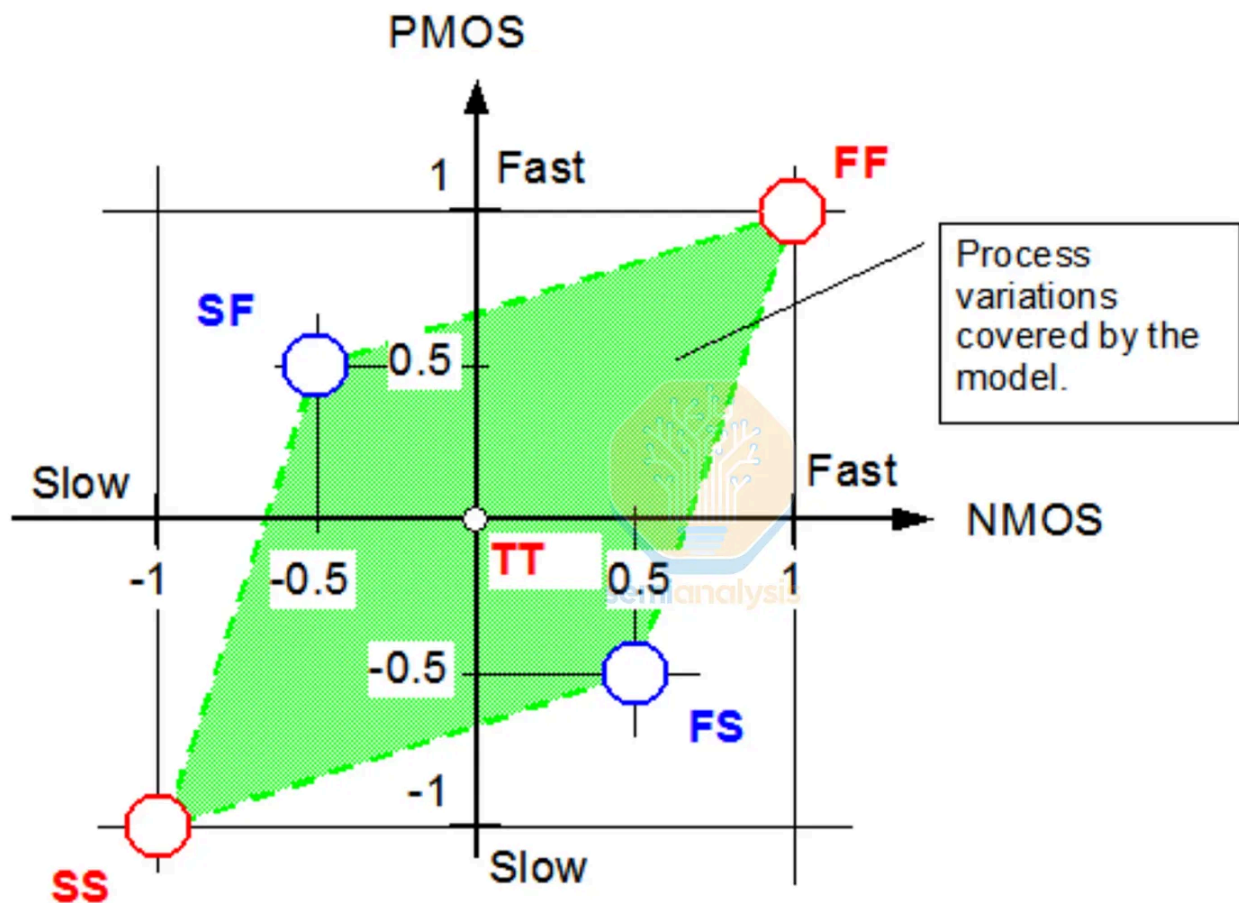 PMOS
1
Fast
FF
Process
variations
covered by the
model.
SF
0.5
Slow
Fast
NMOS
TT
-1
-0.5
0.5
1
semianalysis
-0.5
FS
-1
Slow
SS